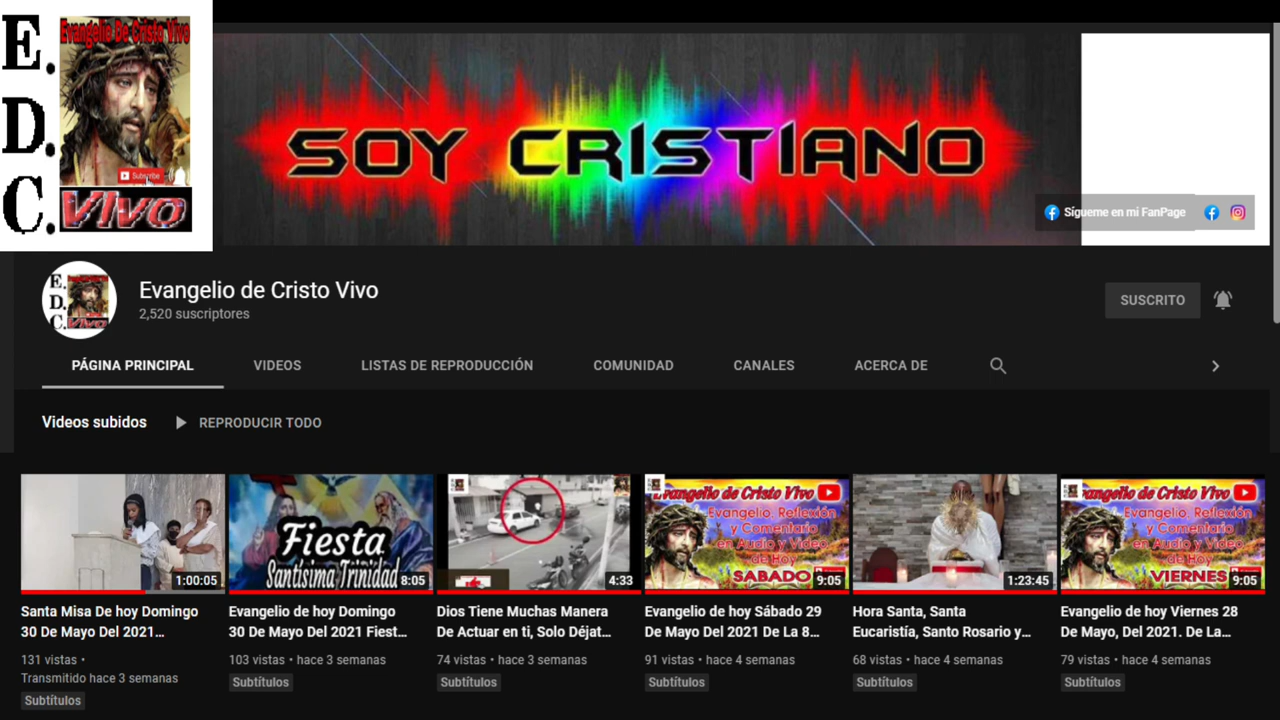 E.
D.
C.
Evangelio De Cristo Vivo
Subscribe
Vivo
SOY CRISTIANO
Sígueme en mi FanPage
Evangelio de Cristo Vivo
2,520 suscriptores
SUSCRITO
PÁGINA PRINCIPAL VIDEOS LISTAS DE REPRODUCCIÓN COMUNIDAD CANALES ACERCA DE
Videos subidos REPRODUCIR TODO
1:00:05
Santa Misa De hoy Domingo
30 De Mayo Del 2021...
131 vistas •
Transmitido hace 3 semanas
Subtítulos
Fiesta
Santísima Trinidad
8:05
Evangelio de hoy Domingo
30 De Mayo Del 2021 Fiest...
103 vistas • hace 3 semanas
Subtítulos
4:33
Dios Tiene Muchas Manera
De Actuar en ti, Solo Déjat...
74 vistas • hace 3 semanas
Subtítulos
Evangelio de Cristo Vivo
Evangelio, Reflexión
y Comentario
en Audio y Video
de Hoy
SABADO
9:05
Evangelio de hoy Sábado 29
De Mayo Del 2021 De La 8...
91 vistas • hace 4 semanas
Subtítulos
1:23:45
Hora Santa, Santa
Eucaristía, Santo Rosario y...
68 vistas • hace 4 semanas
Subtítulos
Evangelio de Cristo Vivo
Evangelio, Reflexión
y Comentario
en Audio y Video
de Hoy
VIERNES
9:05
Evangelio de hoy Viernes 28
De Mayo, Del 2021. De La...
79 vistas • hace 4 semanas
Subtítulos